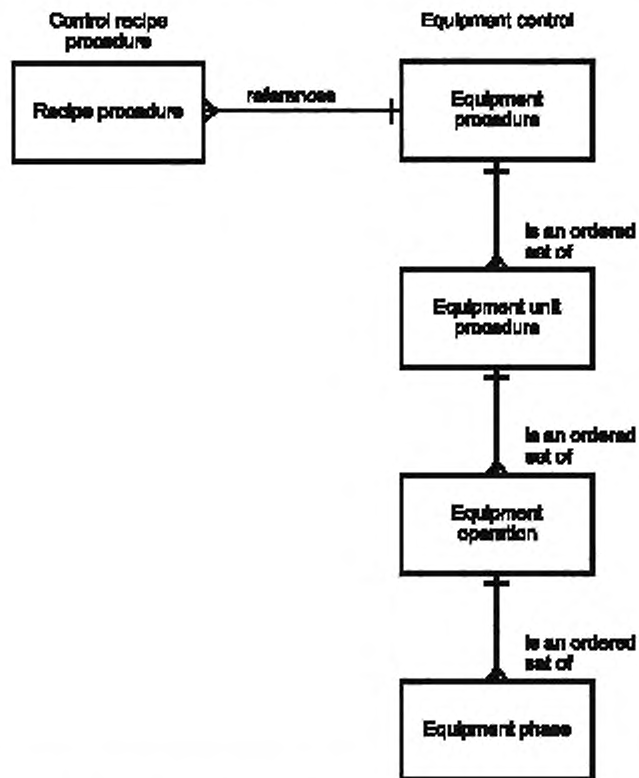 Control recipe
procedure
Equipment control
Recipe procedure
references
Equipment
procedure
is an ordered
set of
Equipment unit
procedure
is an ordered
set of
Equipment
operation
is an ordered
set of
Equipment phase